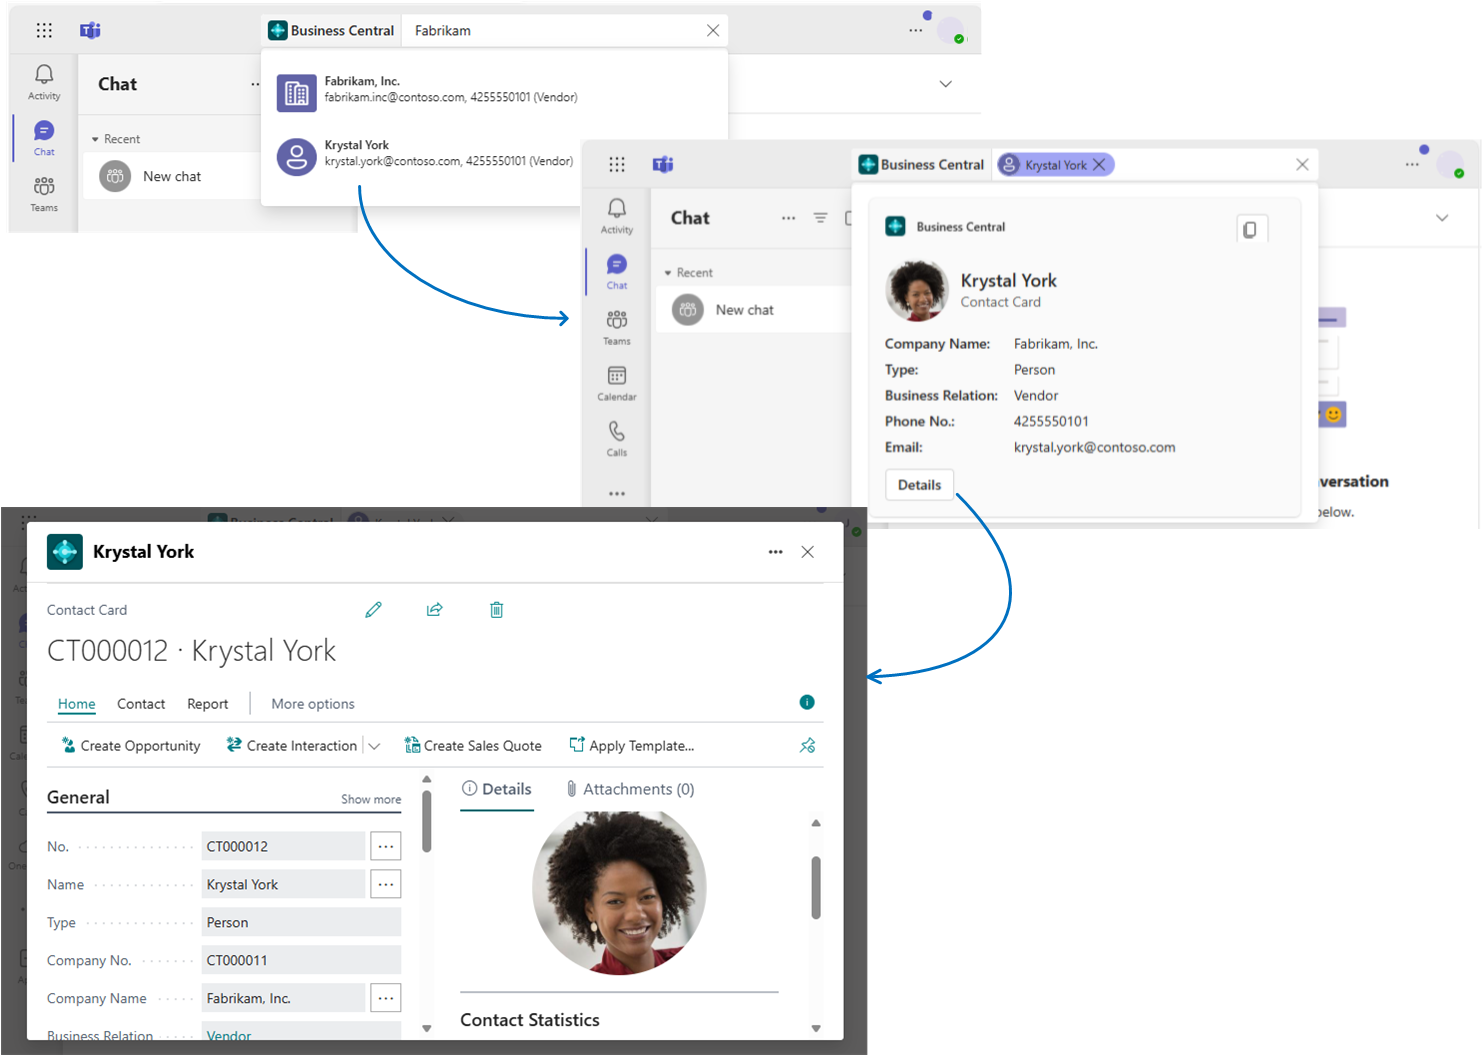 Business Central
Fabrikam
Activity
Chat
Teams
Chat
Recent
New chat
Fabrikam, Inc.
fabrikam.inc@contoso.com, 4255550101 (Vendor)
Krystal York
krystal.york@contoso.com, 4255550101 (Vendor)
Business Central
Krystal York
Activity
Chat
Teams
Calendar
Calls
Chat
Recent
New chat
Business Central
Krystal York
Contact Card
Company Name: Fabrikam, Inc.
Type: Person
Business Relation: Vendor
Phone No.: 4255550101
Email: krystal.york@contoso.com
Details
below.
Krystal York
Contact Card
CT000012 · Krystal York
Home Contact Report More options
Create Opportunity Create Interaction Create Sales Quote Apply Template...
General Show more
No. CT000012
Name Krystal York
Type Person
Company No. CT000011
Company Name Fabrikam, Inc.
Business Relation Vendor
Details Attachments (0)
Contact Statistics